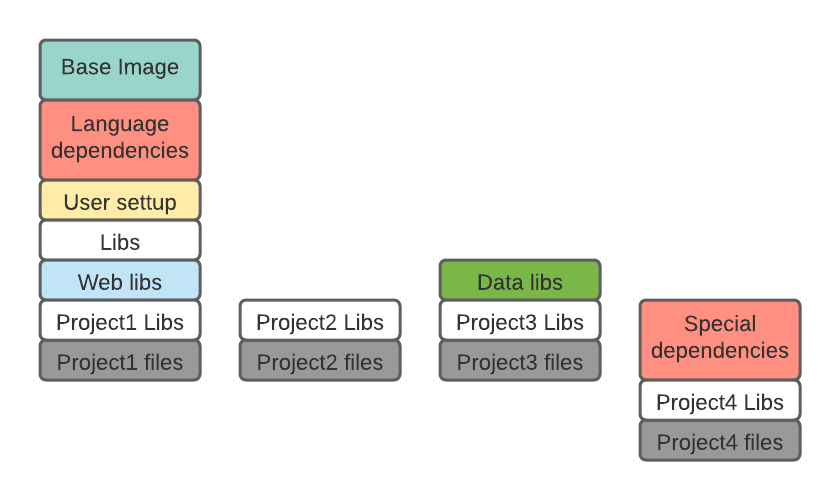 Base Image
Language
dependencies
User settup
Libs
Web libs
Project1 Libs
Project1 files
Project2 Libs
Project2 files
Data libs
Project3 Libs
Project3 files
Special
dependencies
Project4 Libs
Project4 files